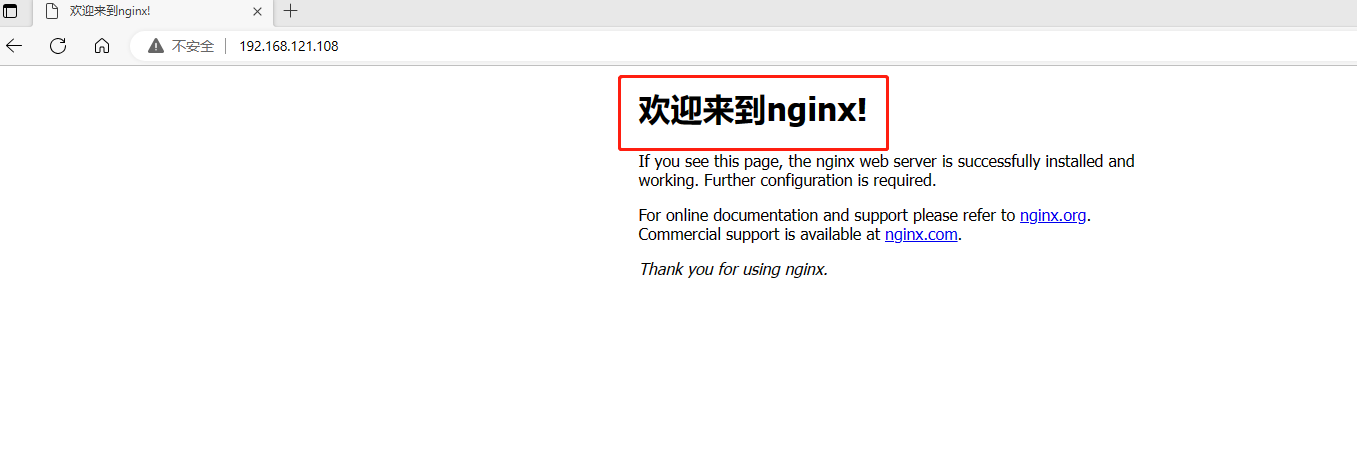 欢迎来到nginx!
不安全 192.168.121.108
欢迎来到nginx!
If you see this page, the nginx web server is successfully installed and
working. Further configuration is required.
For online documentation and support please refer to nginx.org.
Commercial support is available at nginx.com.
Thank you for using nginx.